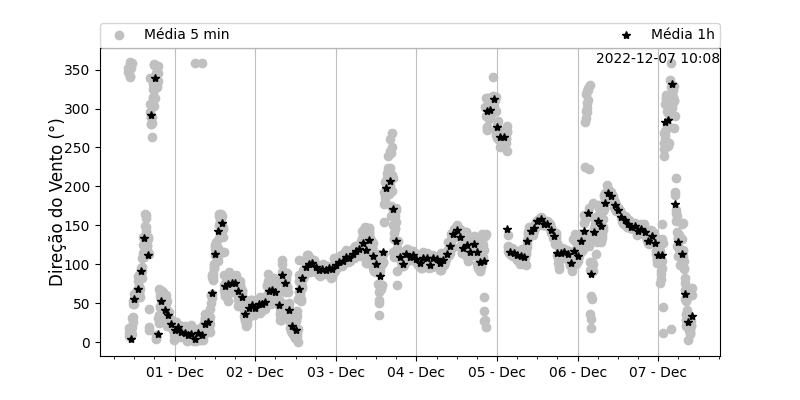 Média 5 min
Média 1h
2022-12-07 10:08
Direção do Vento (°)
350
300
250
200
150
100
50
0
01 - Dec
02 - Dec
03 - Dec
04 - Dec
05 - Dec
06 - Dec
07 - Dec